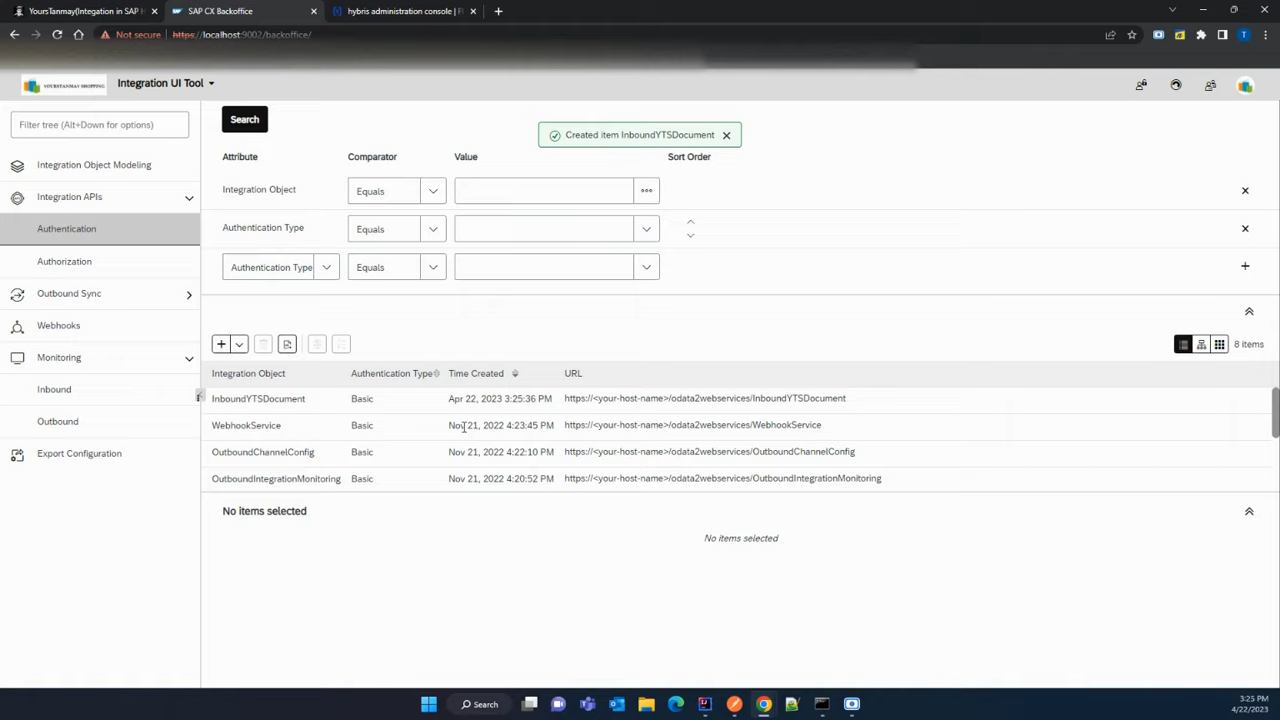 YoursTanmay(Integation in SAP H
SAP CX Backoffice
hybris administration console | Fl
Not secure https://localhost:9002/backoffice/
YOURSTANMAY SHOPPING
Integration UI Tool
Filter tree (Alt+Down for options)
Integration Object Modeling
Integration APIs
Authentication
Authorization
Outbound Sync
Webhooks
Monitoring
Inbound
Outbound
Export Configuration
Search
Created item InboundYTSDocument
Attribute Comparator Value Sort Order
Integration Object Equals
Authentication Type Equals
Authentication Type Equals
8 items
Integration Object Authentication Type Time Created URL
InboundYTSDocument Basic Apr 22, 2023 3:25:36 PM https://<your-host-name>/odata2webservices/InboundYTSDocument
WebhookService Basic Nov 21, 2022 4:23:45 PM https://<your-host-name>/odata2webservices/WebhookService
OutboundChannelConfig Basic Nov 21, 2022 4:22:10 PM https://<your-host-name>/odata2webservices/OutboundChannelConfig
OutboundIntegrationMonitoring Basic Nov 21, 2022 4:20:52 PM https://<your-host-name>/odata2webservices/OutboundIntegrationMonitoring
No items selected
No items selected
Search
3:25 PM
4/22/2023